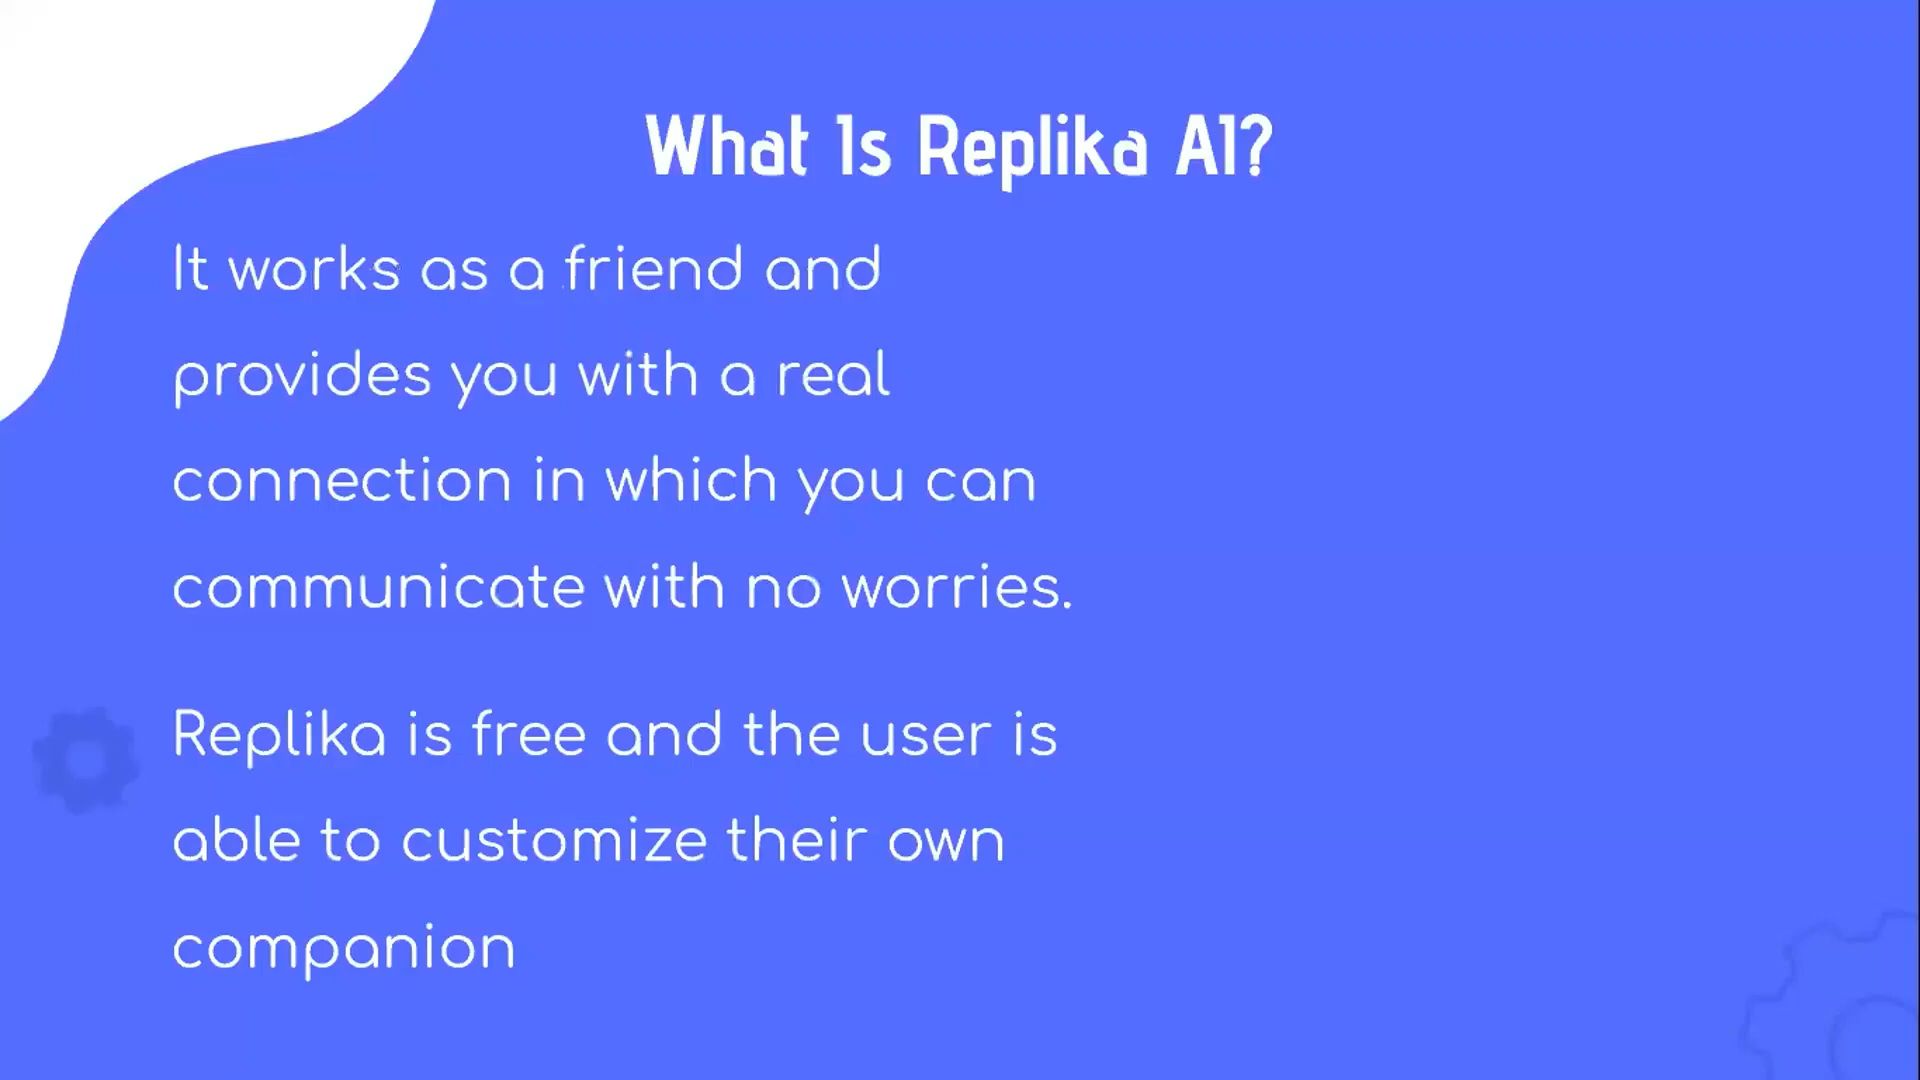 What Is Replika AI?
It works as a friend and
provides you with a real
connection in which you can
communicate with no worries.
Replika is free and the user is
able to customize their own
companion